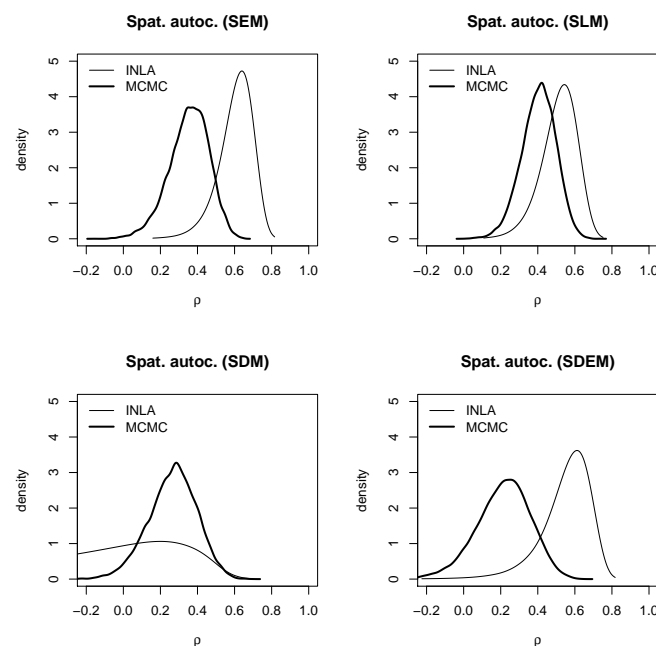 Spat. autoc. (SEM)
INLA
MCMC
density
0 1 2 3 4 5
−0.2 0.0 0.2 0.4 0.6 0.8 1.0
ρ
Spat. autoc. (SLM)
INLA
MCMC
density
0 1 2 3 4 5
−0.2 0.0 0.2 0.4 0.6 0.8 1.0
ρ
Spat. autoc. (SDM)
INLA
MCMC
density
0 1 2 3 4 5
−0.2 0.0 0.2 0.4 0.6 0.8 1.0
ρ
Spat. autoc. (SDEM)
INLA
MCMC
density
0 1 2 3 4 5
−0.2 0.0 0.2 0.4 0.6 0.8 1.0
ρ